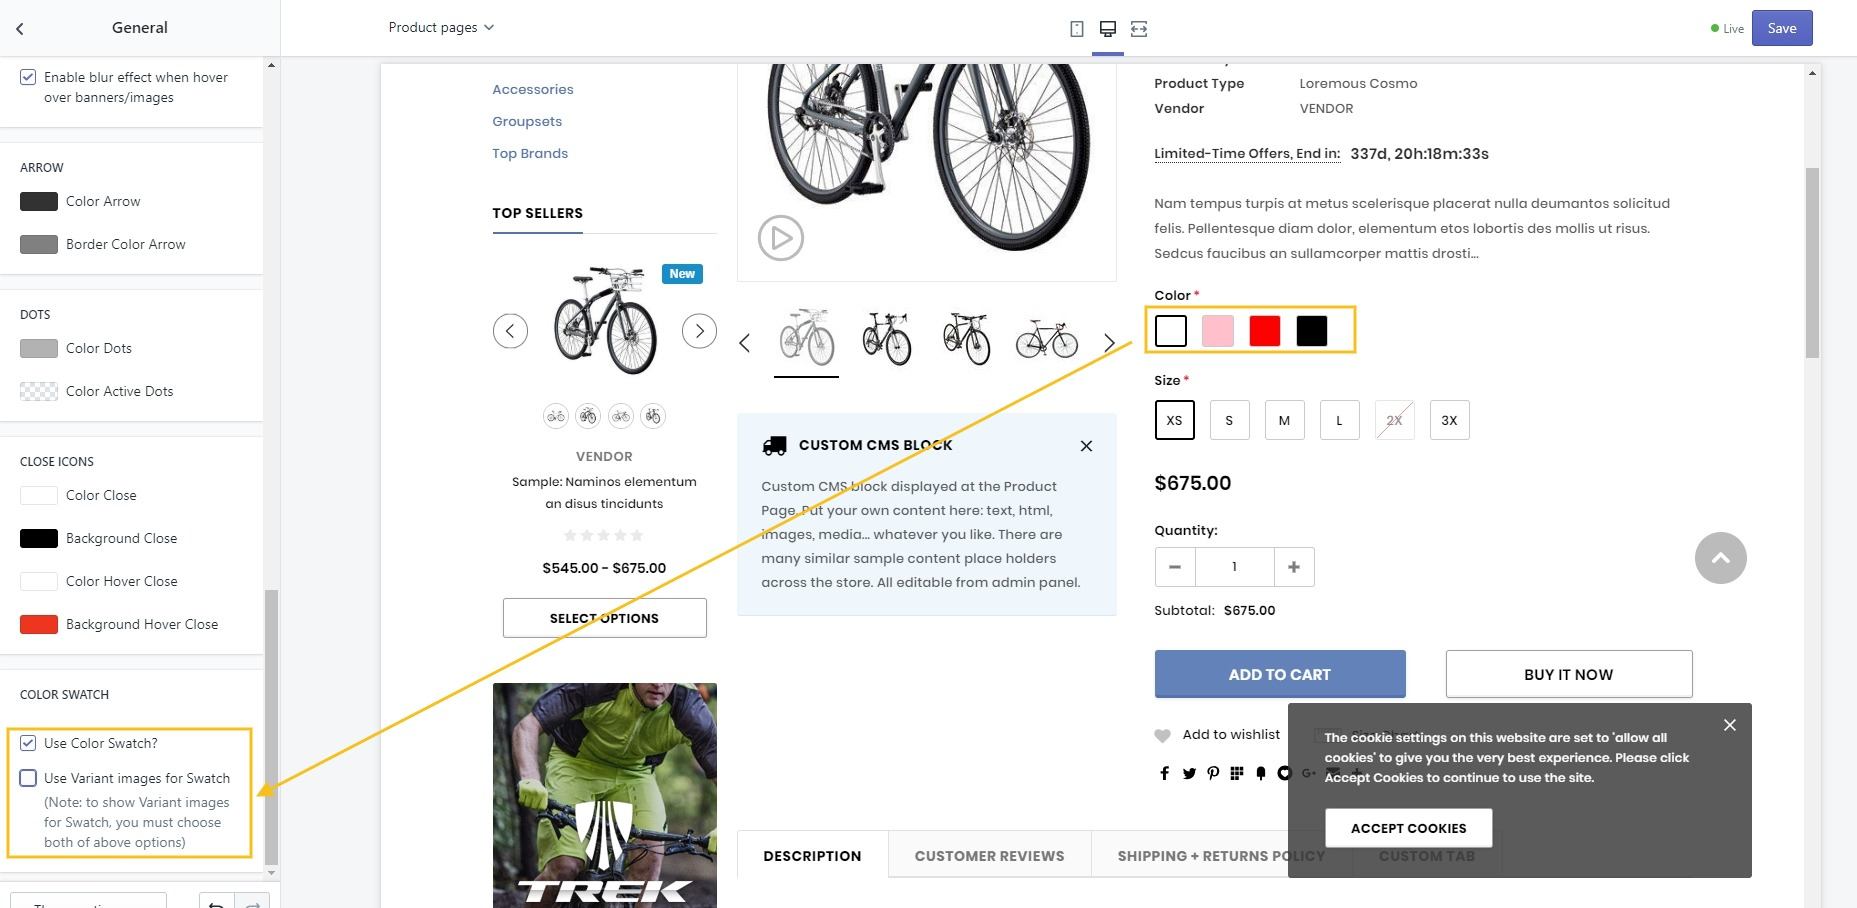 General
Product pages
Live
Save
Enable blur effect when hover
over banners/images
ARROW
Color Arrow
Border Color Arrow
DOTS
Color Dots
Color Active Dots
CLOSE ICONS
Color Close
Background Close
Color Hover Close
Background Hover Close
COLOR SWATCH
Use Color Swatch?
Use Variant images for Swatch
(Note: to show Variant images
for Swatch, you must choose
both of above options)
Accessories
Groupsets
Top Brands
TOP SELLERS
New
VENDOR
Sample: Naminos elementum
an disus tincidunts
$545.00 - $675.00
SELECT OPTIONS
TREK
CUSTOM CMS BLOCK
Custom CMS block displayed at the Product
Page. Put your own content here: text, html,
images, media... whatever you like. There are
many similar sample content place holders
across the store. All editable from admin panel.
Product Type Loremous Cosmo
Vendor VENDOR
Limited-Time Offers, End in: 337d, 20h:18m:33s
Nam tempus turpis at metus scelerisque placerat nulla deumantos solicitud
felis. Pellentesque diam dolor, elementum etos lobortis des mollis ut risus.
Sedcus faucibus an sullamcorper mattis drosti...
Color *
Size *
XS S M L 2X 3X
$675.00
Quantity:
− 1 +
Subtotal: $675.00
ADD TO CART
BUY IT NOW
Add to wishlist
The cookie settings on this website are set to 'allow all
cookies' to give you the very best experience. Please click
Accept Cookies to continue to use the site.
ACCEPT COOKIES
DESCRIPTION
CUSTOMER REVIEWS
SHIPPING + RETURNS POLICY
CUSTOM TAB